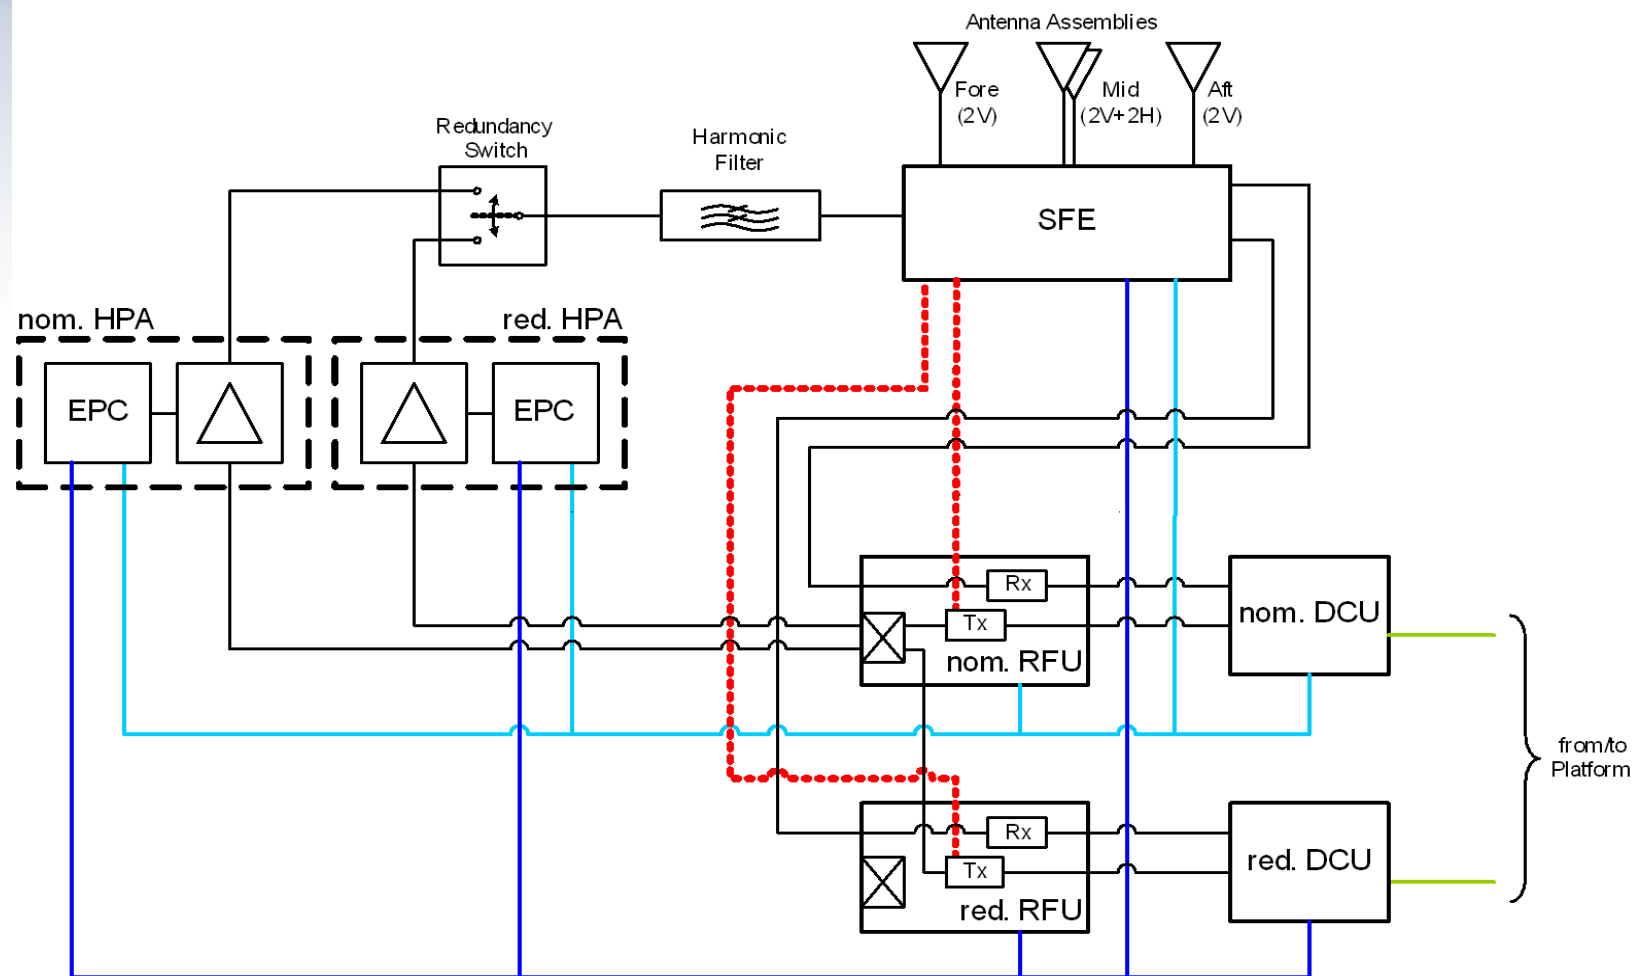 Antenna Assemblies
Fore
(2V)
Mid
(2V+2H)
Aft
(2V)
Redundancy
Switch
Harmonic
Filter
SFE
nom. HPA
red. HPA
EPC
EPC
Rx
Tx
nom. RFU
nom. DCU
from/to
Platform
Rx
Tx
red. RFU
red. DCU